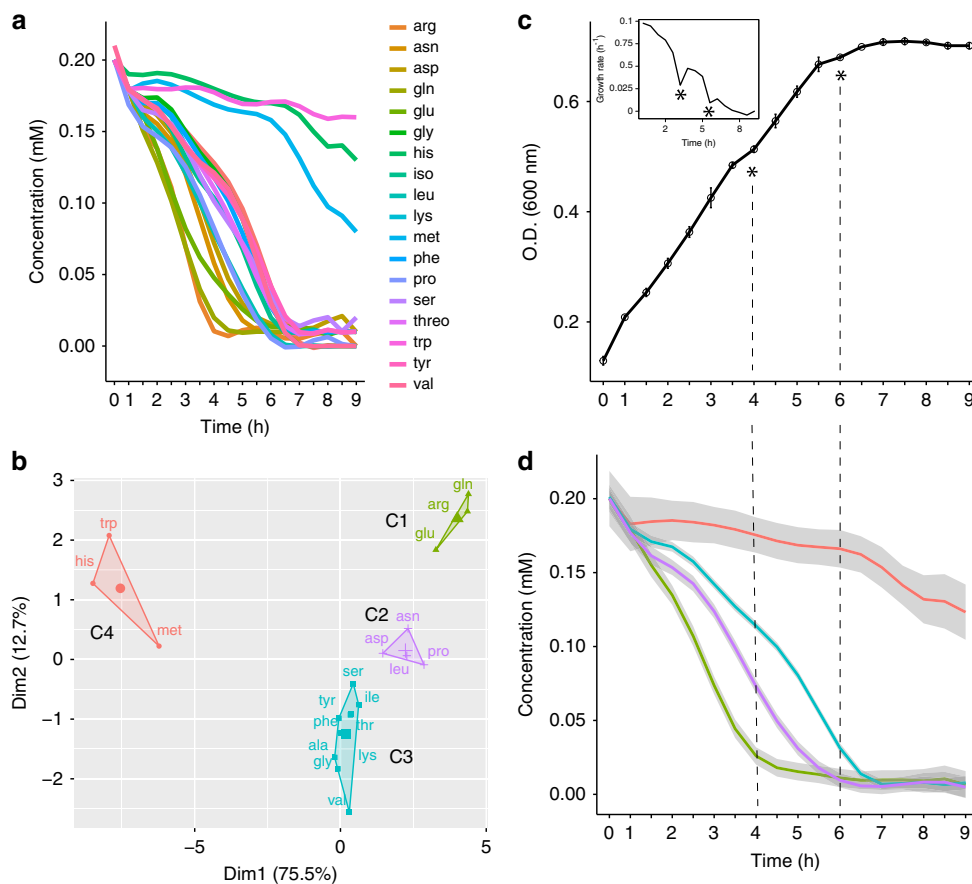 a
Concentration (mM)
0.20
0.15
0.10
0.05
0.00
0 1 2 3 4 5 6 7 8 9
Time (h)
arg
asn
asp
gln
glu
gly
his
iso
leu
lys
met
phe
pro
ser
threo
trp
tyr
val
c
O.D. (600 nm)
0.6
0.4
0.2
0 1 2 3 4 5 6 7 8 9
*
*
Growth rate (h-1)
0.1
0.75
0.5
0.25
0
2 5 8
Time (h)
*
*
b
Dim2 (12.7%)
3
2
1
0
−1
−2
−5 0 5
Dim1 (75.5%)
trp
his
met
C4
gln
arg
glu
C1
C2
asn
asp
pro
leu
ser
tyr
ile
phe
thr
ala
lys
gly
val
C3
d
Concentration (mM)
0.20
0.15
0.10
0.05
0.00
0 1 2 3 4 5 6 7 8 9
Time (h)